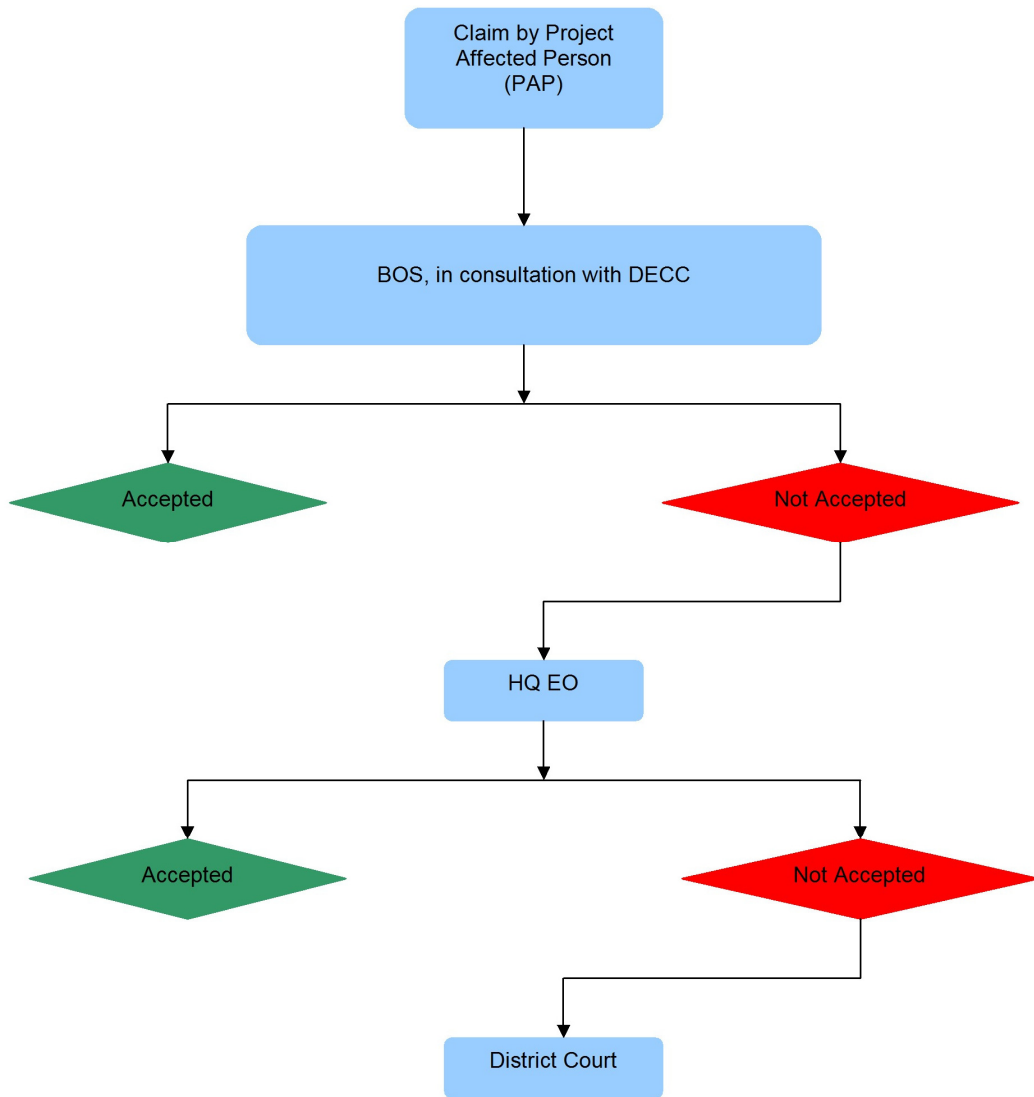 Claim by Project
Affected Person
(PAP)
BOS, in consultation with DECC
Accepted
Not Accepted
HQ EO
Accepted
Not Accepted
District Court